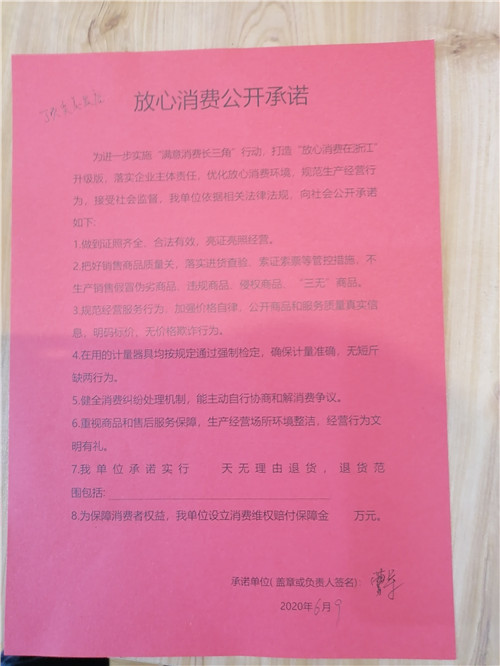 放心消费公开承诺
为进一步实施“满意消费长三角”行动，打造“放心消费在浙江”
升级版，落实企业主体责任，优化放心消费环境，规范生产经营行
为，接受社会监督，我单位依据相关法律法规，向社会公开承诺
如下:
1.做到证照齐全，合法有效，亮证亮照经营。
2.把好销售商品质量关，落实进货查验、索证索票等管控措施，不
生产销售假冒伪劣商品、违规商品、侵权商品、“三无”商品。
3.规范经营服务行为，加强价格自律，公开商品和服务质量真实信
息，明码标价，无价格欺诈行为。
4.在用的计量器具均按规定通过强制检定，确保计量准确，无短斤
缺两行为。
5.健全消费纠纷处理机制，能主动自行协商和解消费争议。
6.重视商品和售后服务保障，生产经营场所环境整洁，经营行为文
明有礼。
7.我单位承诺实行 天无理由退货，退货范
围包括:
8.为保障消费者权益，我单位设立消费维权赔付保障金 万元。
承诺单位(盖章或负责人签名):
2020年6月9